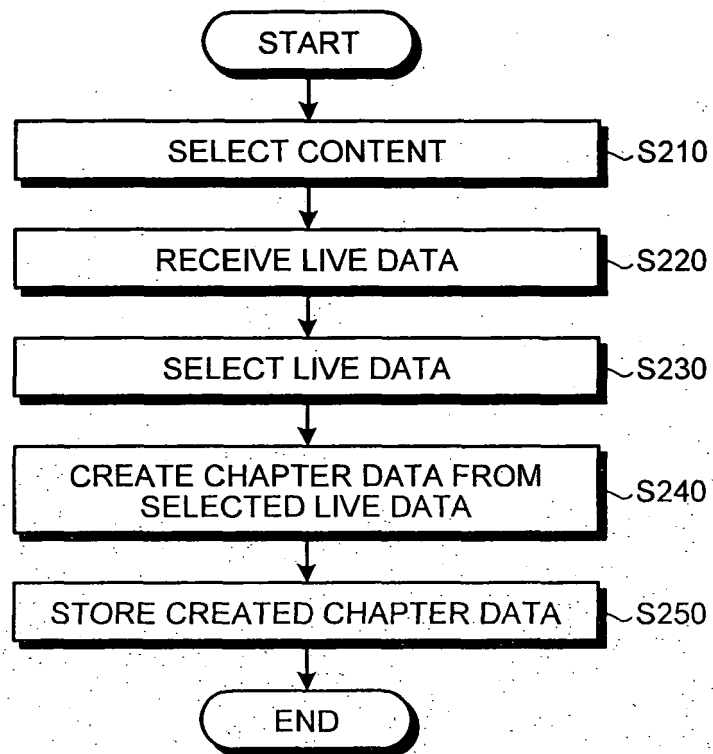 START
SELECT CONTENT
S210
RECEIVE LIVE DATA
S220
SELECT LIVE DATA
S230
CREATE CHAPTER DATA FROM
SELECTED LIVE DATA
S240
STORE CREATED CHAPTER DATA
S250
END